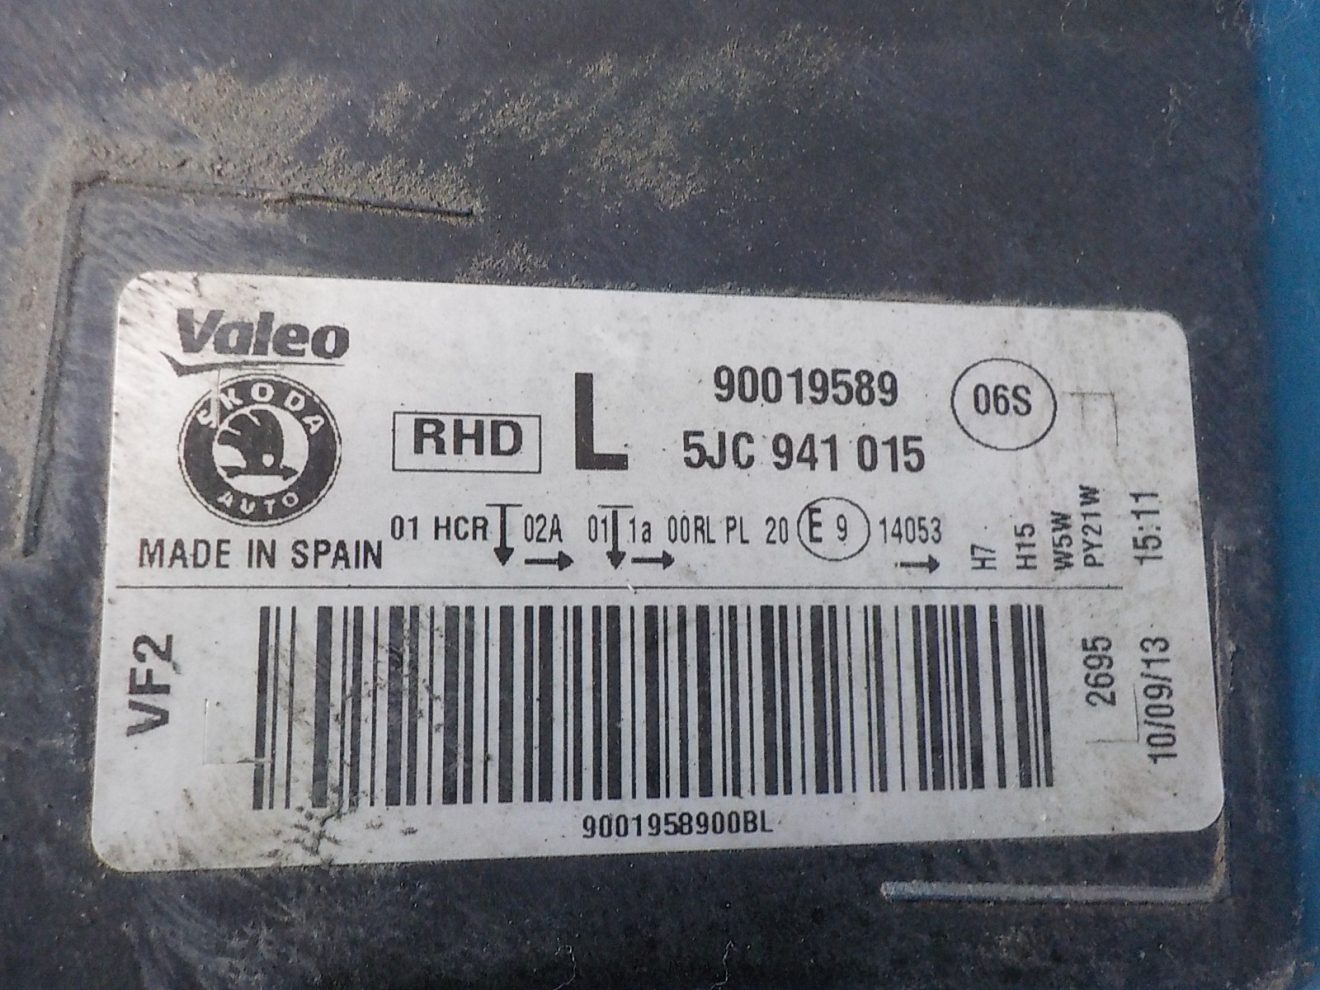 Valeo
SKODA
AUTO
MADE IN SPAIN
RHD
L
90019589
5JC 941 015
06S
01 HCR 02A 01 1a 00RL PL 20 E 9 14053
H7
H15
W5W
PY21W
15:11
VF2
2695
10/09/13
9001958900BL